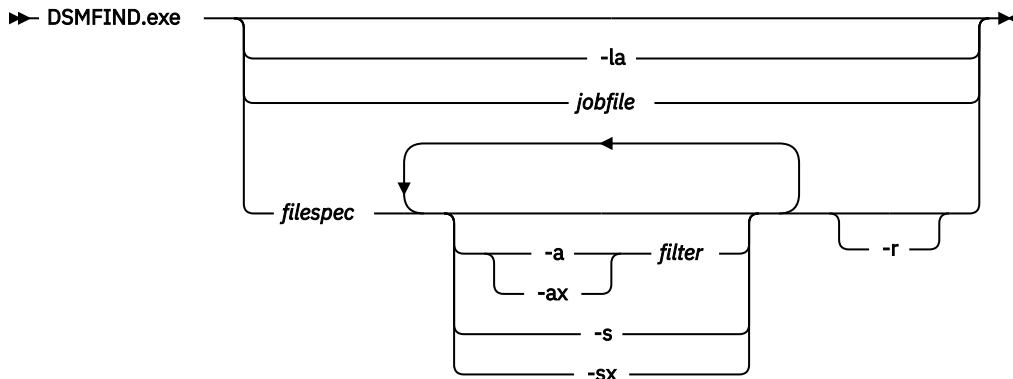 DSMFIND.exe
-la
jobfile
filespec
-a filter
-ax
-r
-s
-sx